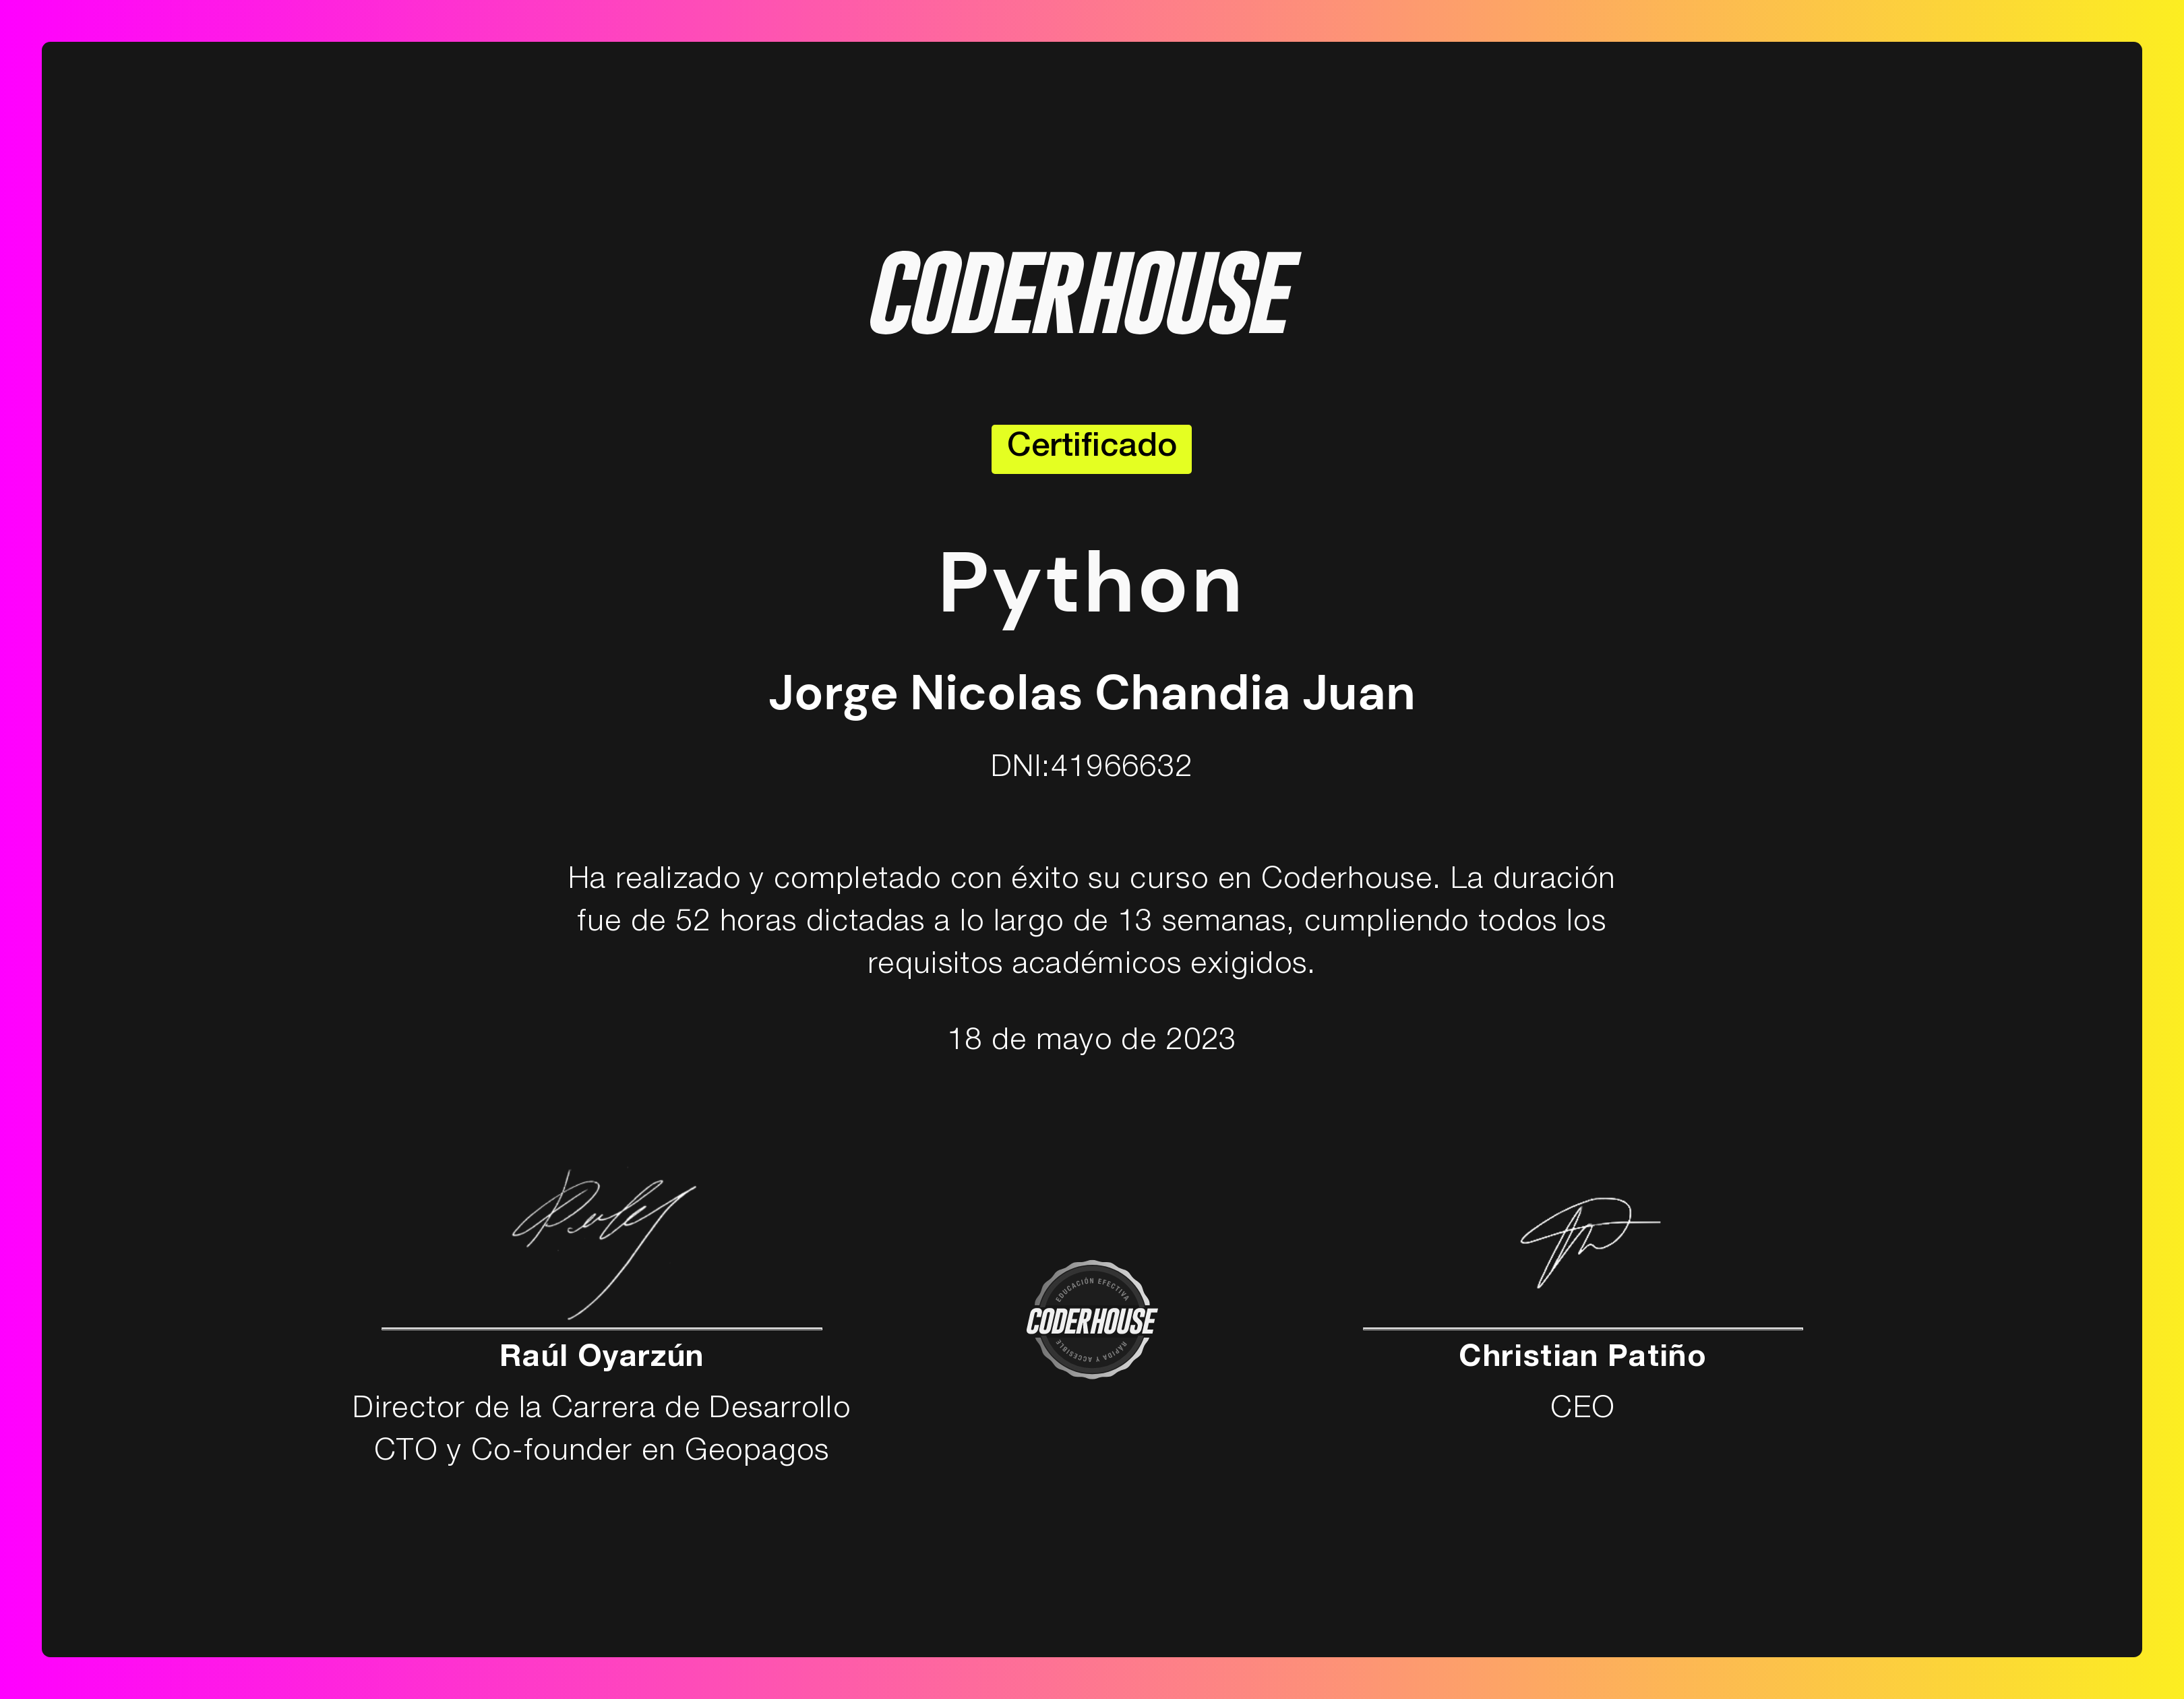 CODERHOUSE
Certificado
Python
Jorge Nicolas Chandia Juan
DNI:41966632
Ha realizado y completado con éxito su curso en Coderhouse. La duración
fue de 52 horas dictadas a lo largo de 13 semanas, cumpliendo todos los
requisitos académicos exigidos.
18 de mayo de 2023
Raúl Oyarzún
Director de la Carrera de Desarrollo
CTO y Co-founder en Geopagos
EDUCACIÓN EFECTIVA
CODERHOUSE
RÁPIDA Y ACCESIBLE
Christian Patiño
CEO